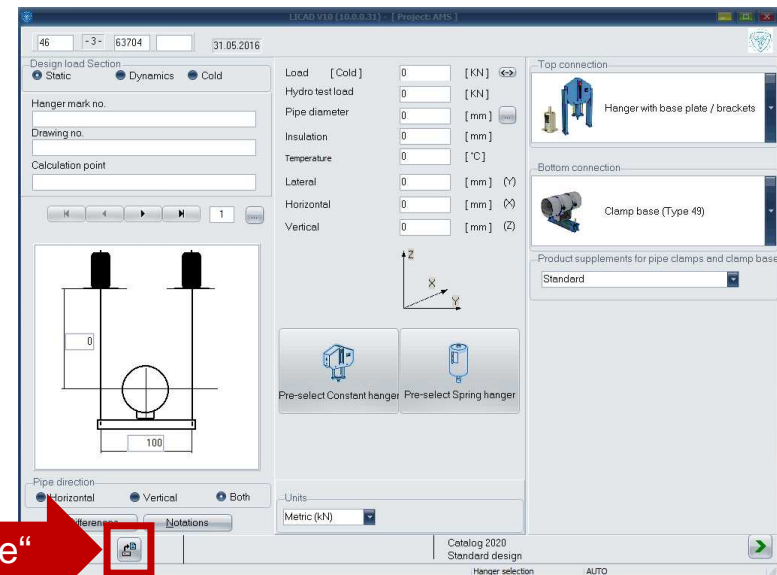 LICAD V10 (10.0.0.31) - [ Project: AMS ]
46 - 3 - 63704 31.05.2016
Design load Section
Static Dynamics Cold
Hanger mark no.
Drawing no.
Calculation point
1 ...
0
100
Pipe direction
Horizontal Vertical Both
Notations
e“
Load [Cold] 0 [KN] <->
Hydro test load 0 [KN]
Pipe diameter 0 [mm] ...
Insulation 0 [mm]
Temperature 0 [°C]
Lateral 0 [mm] (Y)
Horizontal 0 [mm] (X)
Vertical 0 [mm] (Z)
Z
X
Y
Pre-select Constant hanger Pre-select Spring hanger
Units
Metric (kN)
Top connection
Hanger with base plate / brackets
Bottom connection
Clamp base (Type 49)
Product supplements for pipe clamps and clamp base
Standard
Catalog 2020
Standard design
Hanger selection AUTO